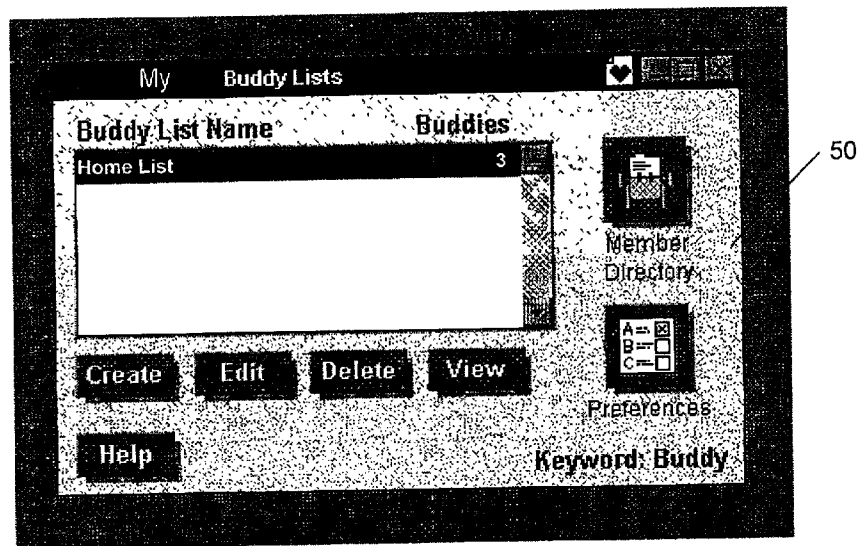 My Buddy Lists
Buddy List Name Buddies
Home List 3
50
Member
Directory
A=
B=
C=
Create Edit Delete View
Preferences
Help
Keyword: Buddy